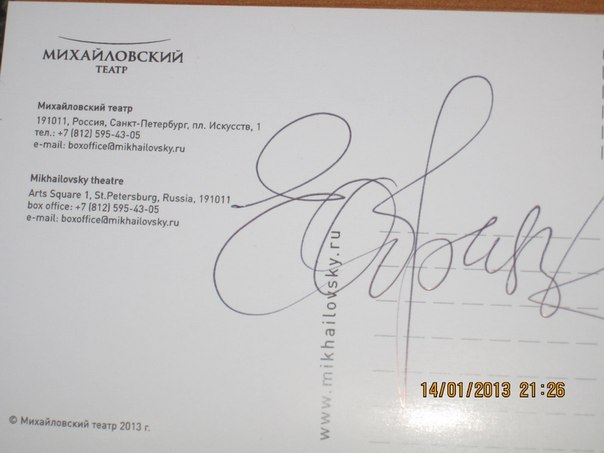 МИХАЙЛОВСКИЙ
ТЕАТР
Михайловский театр
191011, Россия, Санкт-Петербург, пл. Искусств, 1
тел.: +7 (812) 595-43-05
e-mail: boxoffice@mikhailovsky.ru
Mikhailovsky theatre
Arts Square 1, St.Petersburg, Russia, 191011
box office: +7 (812) 595-43-05
e-mail: boxoffice@mikhailovsky.ru
www.mikhailovsky.ru
14/01/2013 21:26
© Михайловский театр 2013 г.